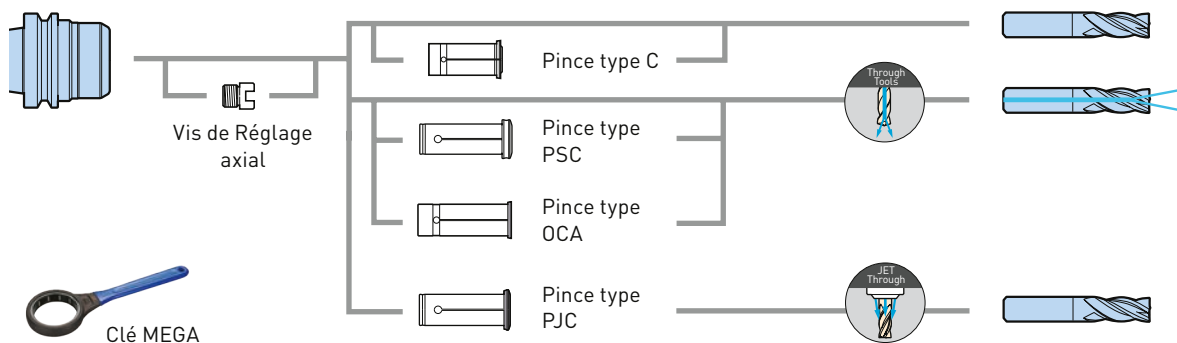 Pince type C
Through
Tools
Vis de Réglage
axial
Pince type
PSC
Pince type
OCA
JET
Through
Pince type
PJC
Clé MEGA